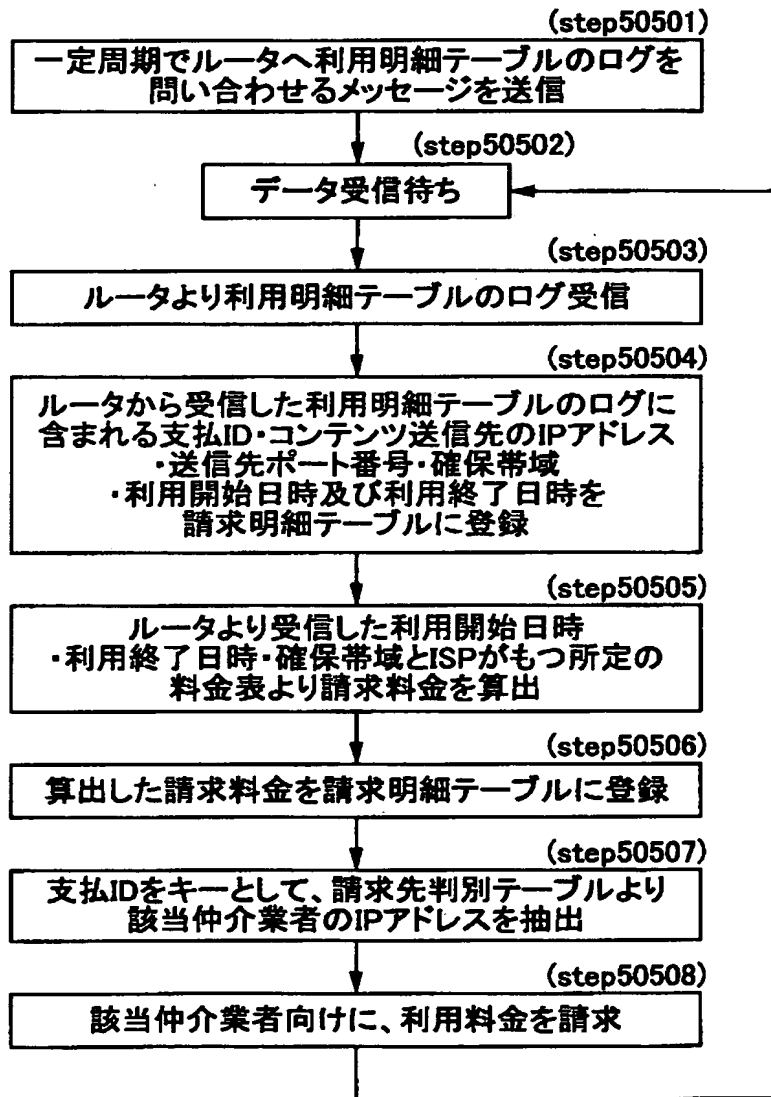 (step50501)
一定周期でルータへ利用明細テーブルのログを
問い合わせるメッセージを送信
(step50502)
データ受信待ち
(step50503)
ルータより利用明細テーブルのログ受信
(step50504)
ルータから受信した利用明細テーブルのログに
含まれる支払ID・コンテンツ送信先のIPアドレス
・送信先ポート番号・確保帯域
・利用開始日時及び利用終了日時を
請求明細テーブルに登録
(step50505)
ルータより受信した利用開始日時
・利用終了日時・確保帯域とISPがもつ所定の
料金表より請求料金を算出
(step50506)
算出した請求料金を請求明細テーブルに登録
(step50507)
支払IDをキーとして、請求先判別テーブルより
該当仲介業者のIPアドレスを抽出
(step50508)
該当仲介業者向けに、利用料金を請求